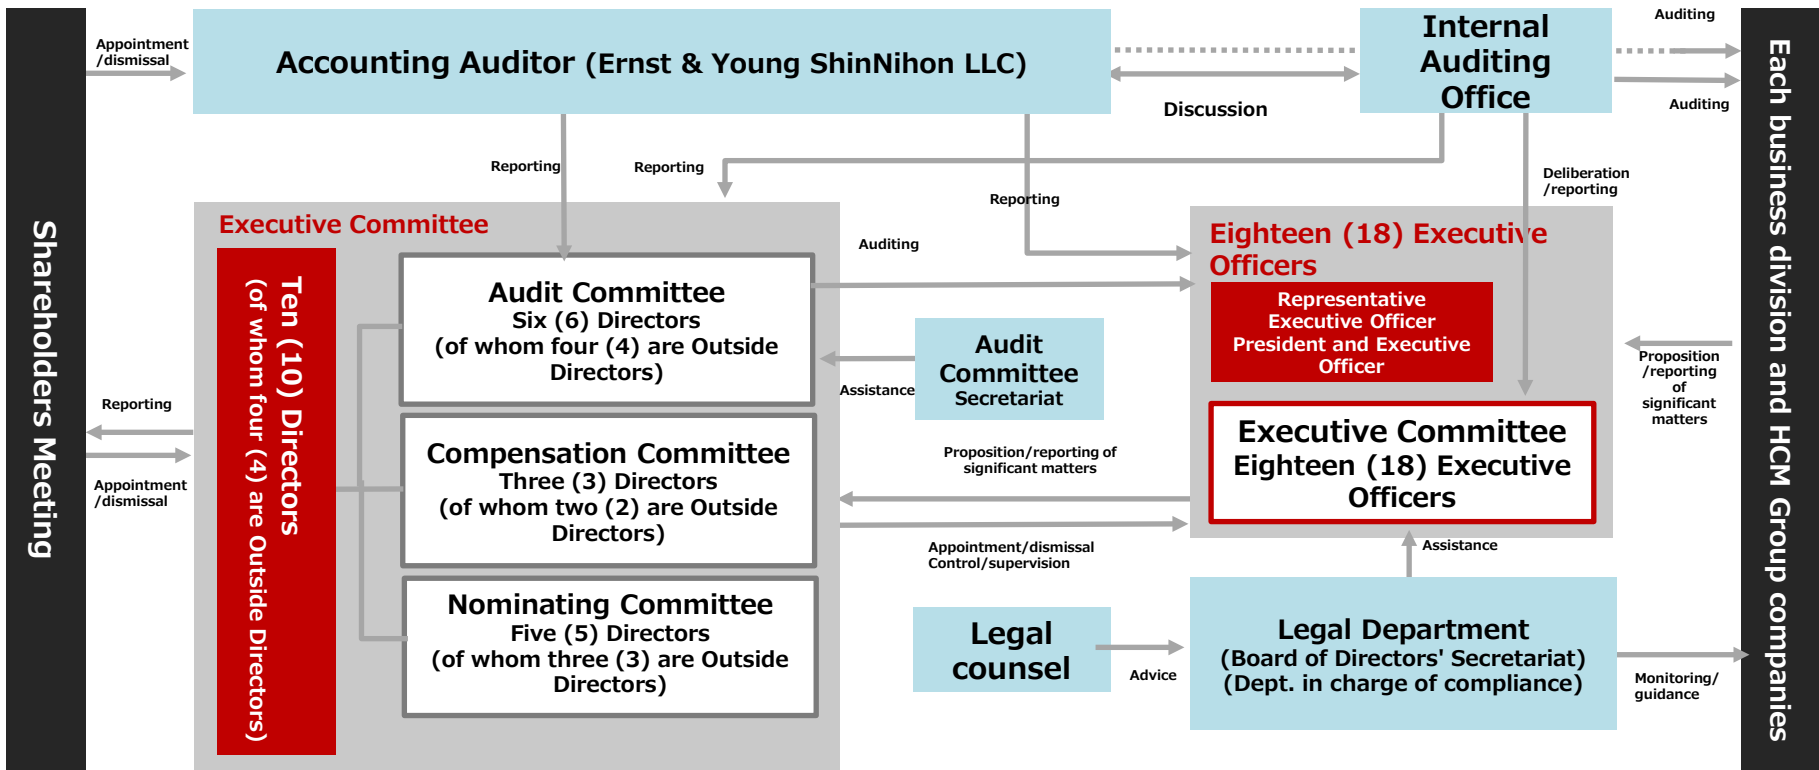 Shareholders Meeting
Appointment
/dismissal
Accounting Auditor (Ernst & Young ShinNihon LLC)
Internal
Auditing
Office
Auditing
Auditing
Discussion
Each business division and HCM Group companies
Reporting
Reporting
Reporting
Deliberation
/reporting
Executive Committee
Ten (10) Directors
(of whom four (4) are Outside Directors)
Audit Committee
Six (6) Directors
(of whom four (4) are Outside
Directors)
Compensation Committee
Three (3) Directors
(of whom two (2) are Outside
Directors)
Nominating Committee
Five (5) Directors
(of whom three (3) are Outside
Directors)
Reporting
Appointment
/dismissal
Auditing
Audit
Committee
Secretariat
Assistance
Proposition/reporting of
significant matters
Appointment/dismissal
Control/supervision
Eighteen (18) Executive
Officers
Representative
Executive Officer
President and Executive
Officer
Executive Committee
Eighteen (18) Executive
Officers
Proposition
/reporting
of
significant
matters
Assistance
Legal
counsel
Advice
Legal Department
(Board of Directors' Secretariat)
(Dept. in charge of compliance)
Monitoring/
guidance